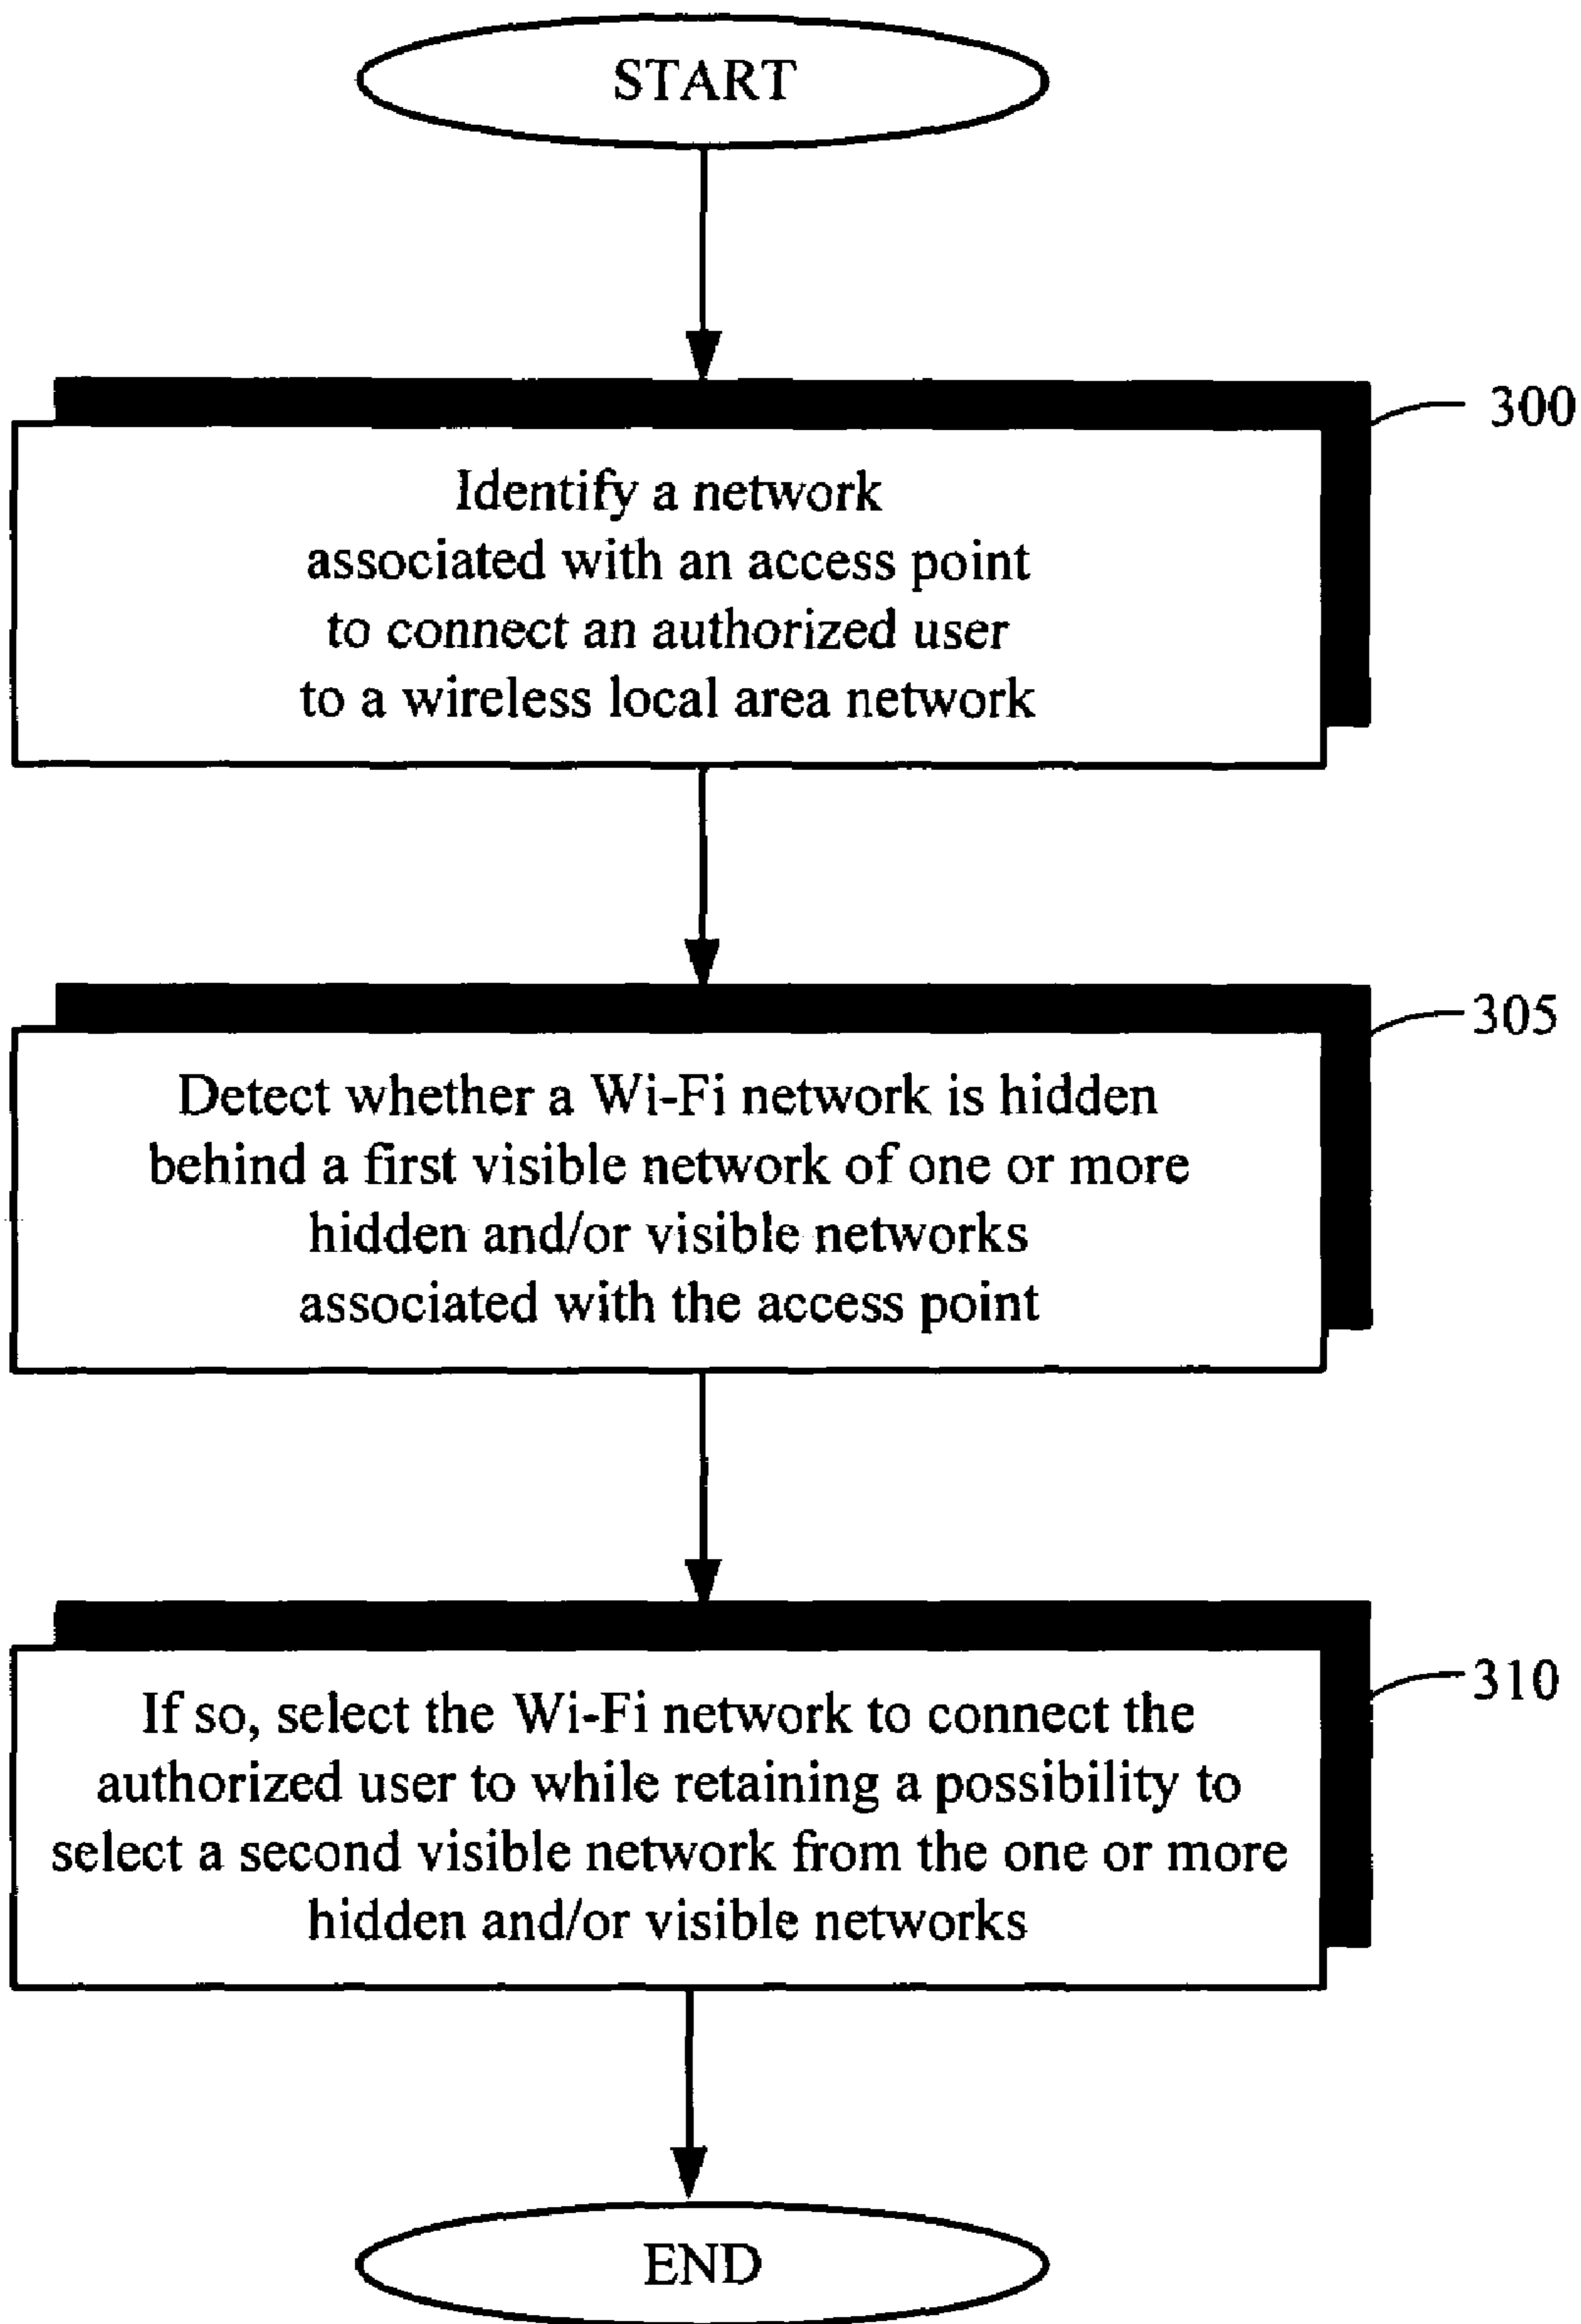 START
300
Identify a network
associated with an access point
to connect an authorized user
to a wireless local area network
305
Detect whether a Wi-Fi network is hidden
behind a first visible network of one or more
hidden and/or visible networks
associated with the access point
310
If so, select the Wi-Fi network to connect the
authorized user to while retaining a possibility to
select a second visible network from the one or more
hidden and/or visible networks
END